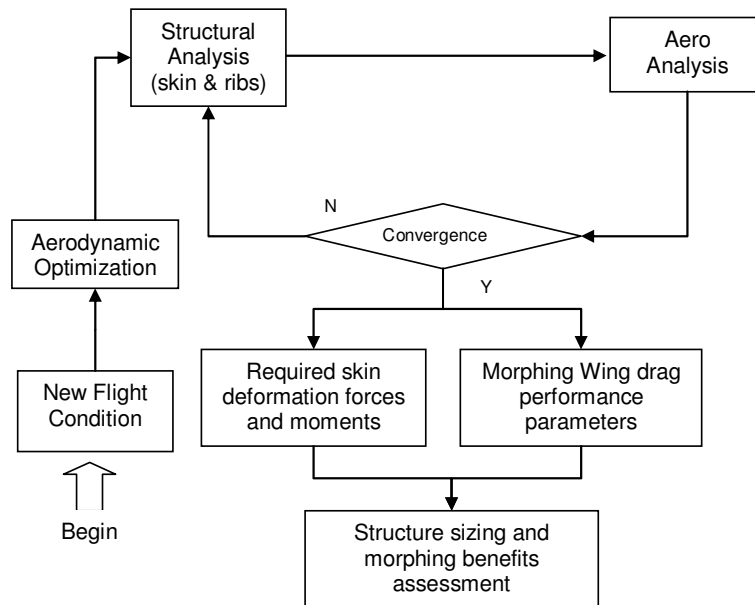 Structural
Analysis
(skin & ribs)
Aero
Analysis
N
Convergence
Aerodynamic
Optimization
Y
Required skin
deformation forces
and moments
Morphing Wing drag
performance
parameters
New Flight
Condition
Begin
Structure sizing and
morphing benefits
assessment